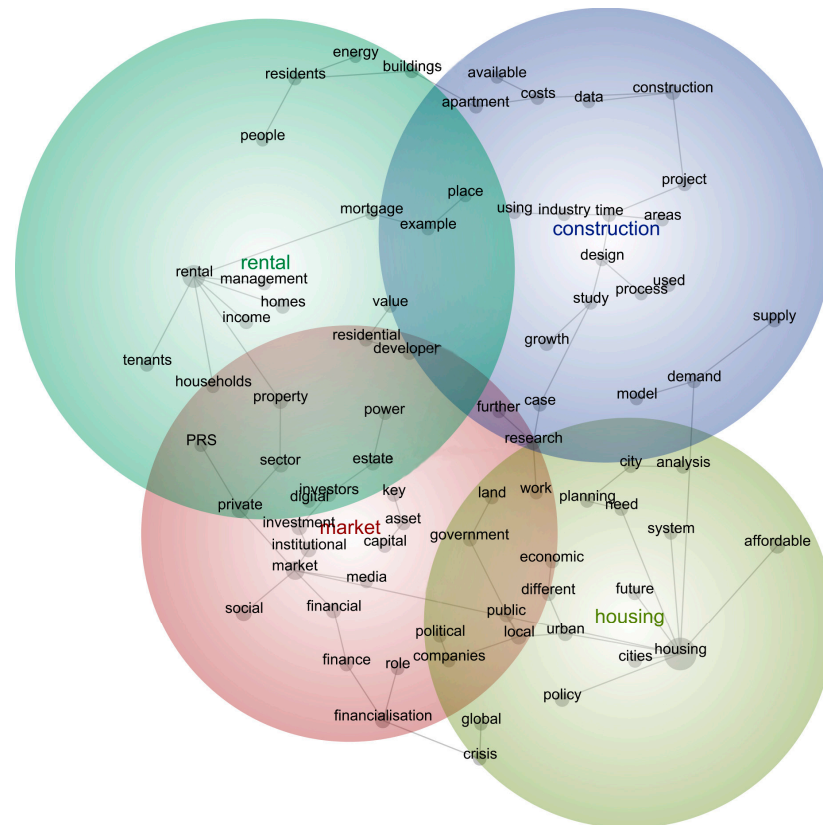 energy
residents
buildings
available
apartment
costs
data
construction
people
project
place
mortgage
example
using
industry
time
areas
construction
rental
rental
management
design
used
process
homes
value
study
income
supply
residential
developer
growth
tenants
households
demand
property
model
power
further
case
PRS
research
sector
estate
city
analysis
investors
key
land
work
planning
need
private
digital
investment
market
asset
government
system
institutional
capital
affordable
market
media
economic
different
future
social
financial
public
housing
political
local
urban
finance
role
companies
cities
housing
policy
financialisation
global
crisis